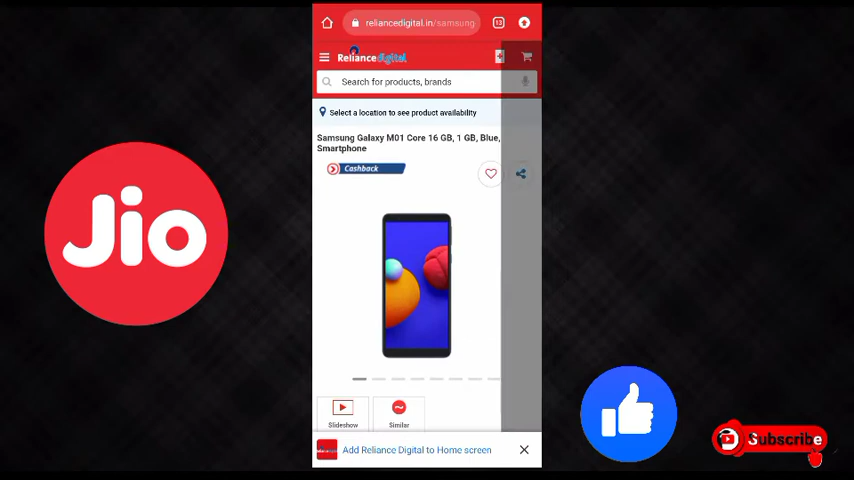 reliancedigital.in/samsung
13
Reliance digital
Search for products, brands
Select a location to see product availability
Samsung Galaxy M01 Core 16 GB, 1 GB, Blue,
Smartphone
Cashback
Jio
Slideshow
Similar
Add Reliance Digital to Home screen
Subscribe